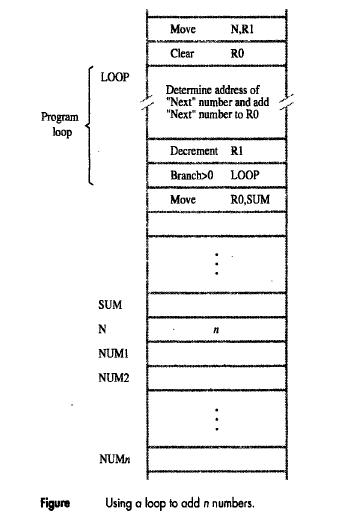 Move N,R1
Clear R0
LOOP
Determine address of
"Next" number and add
"Next" number to R0
Program
loop
Decrement R1
Branch>0 LOOP
Move R0,SUM
SUM
N n
NUM1
NUM2
NUMn
Figure Using a loop to add n numbers.